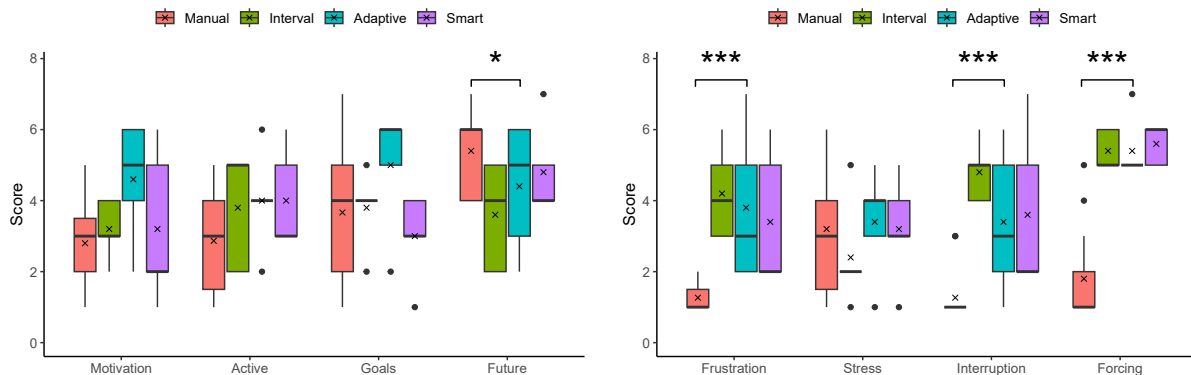 Manual Interval Adaptive Smart
8
*
6
Score
4
2
0
Motivation Active Goals Future
Manual Interval Adaptive Smart
8
*** *** ***
6
Score
4
2
0
Frustration Stress Interruption Forcing